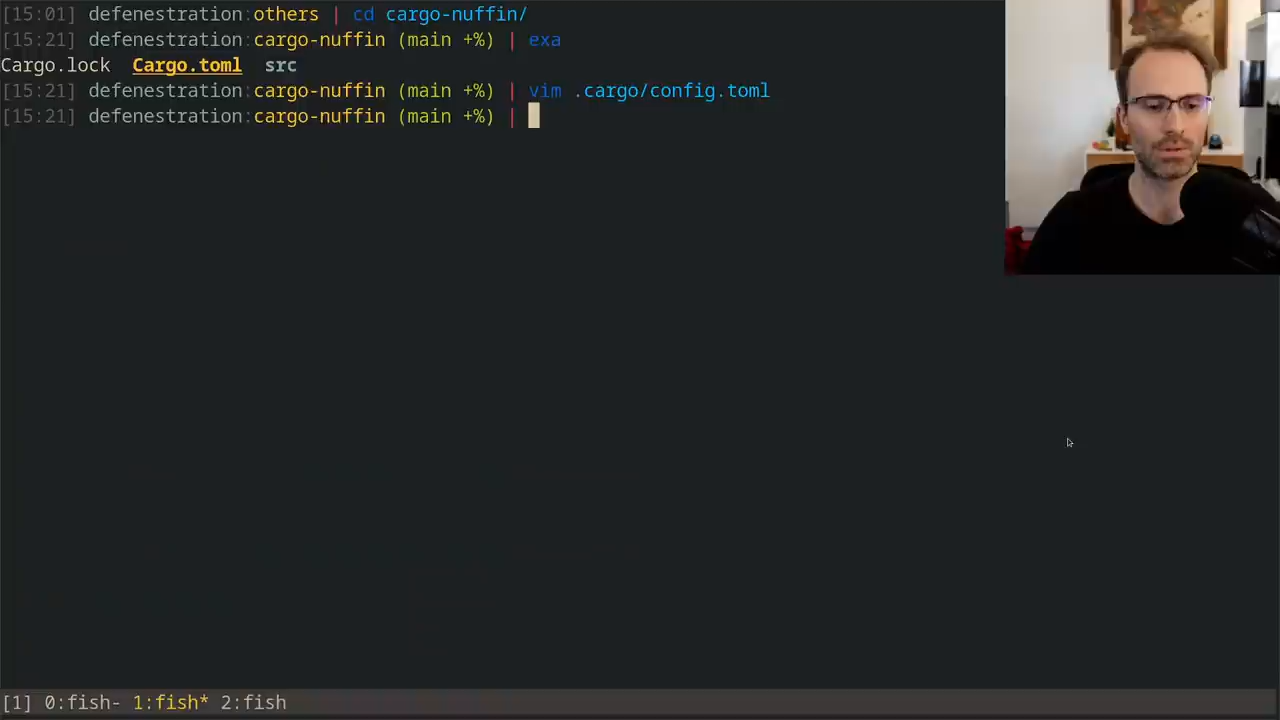 [15:01] defenestration:others | cd cargo-nuffin/
[15:21] defenestration:cargo-nuffin (main +%) | exa
Cargo.lock  Cargo.toml  src
[15:21] defenestration:cargo-nuffin (main +%) | vim .cargo/config.toml
[15:21] defenestration:cargo-nuffin (main +%) |
[1] 0:fish- 1:fish* 2:fish